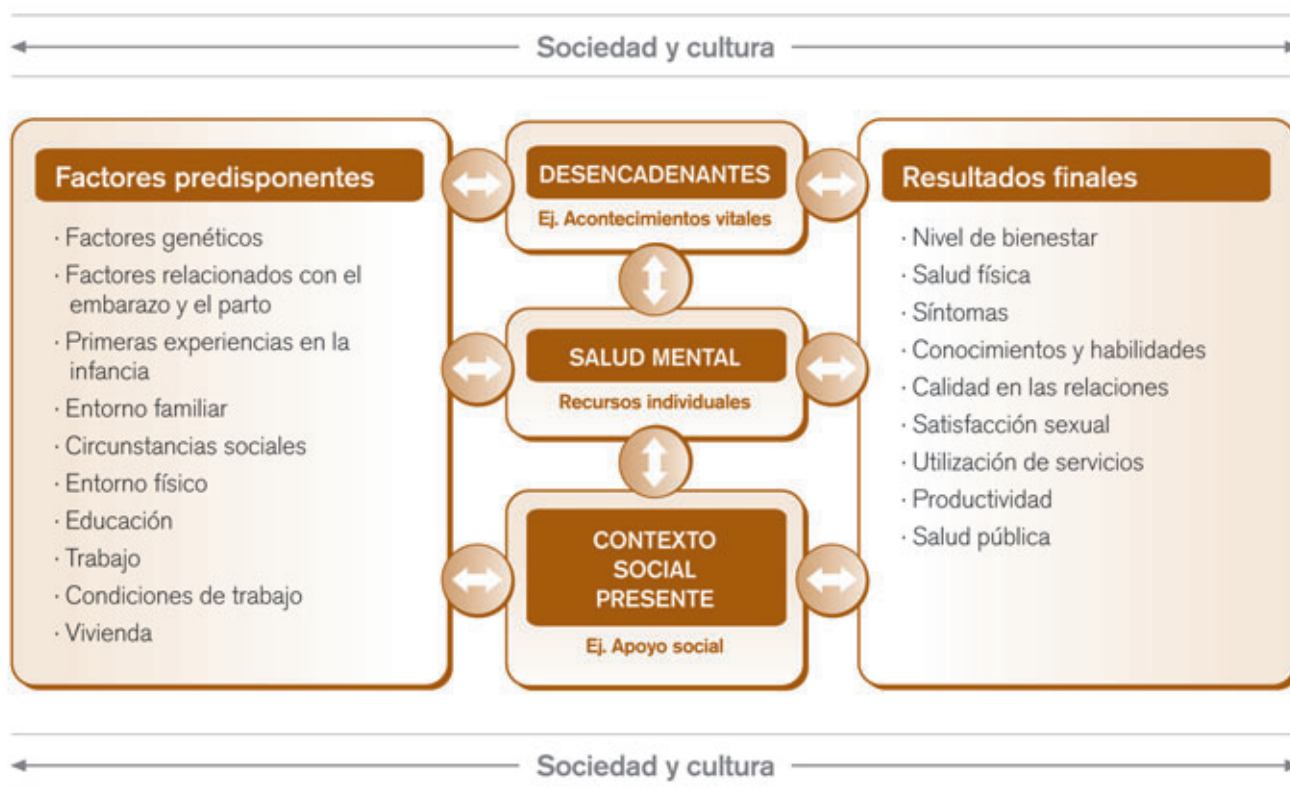 Sociedad y cultura
Factores predisponentes
· Factores genéticos
· Factores relacionados con el
embarazo y el parto
· Primeras experiencias en la
infancia
· Entorno familiar
· Circunstancias sociales
· Entorno físico
· Educación
· Trabajo
· Condiciones de trabajo
· Vivienda
DESENCADENANTES
Ej. Acontecimientos vitales
SALUD MENTAL
Recursos individuales
CONTEXTO
SOCIAL
PRESENTE
Ej. Apoyo social
Resultados finales
· Nivel de bienestar
· Salud física
· Síntomas
· Conocimientos y habilidades
· Calidad en las relaciones
· Satisfacción sexual
· Utilización de servicios
· Productividad
· Salud pública
Sociedad y cultura